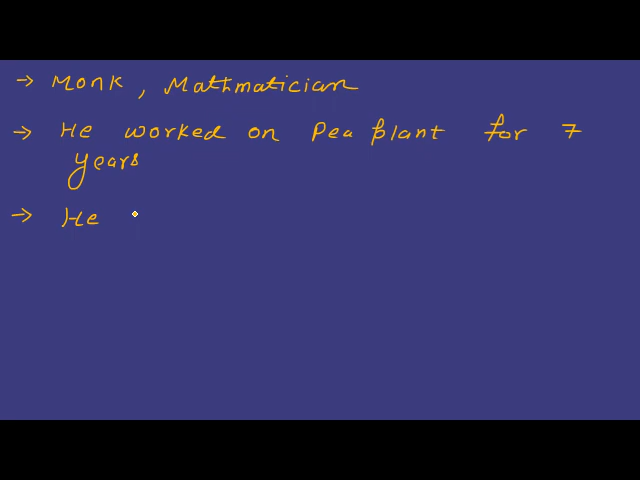 → Monk, Mathmatician
→ He worked on Pea plant for 7
years
→ He